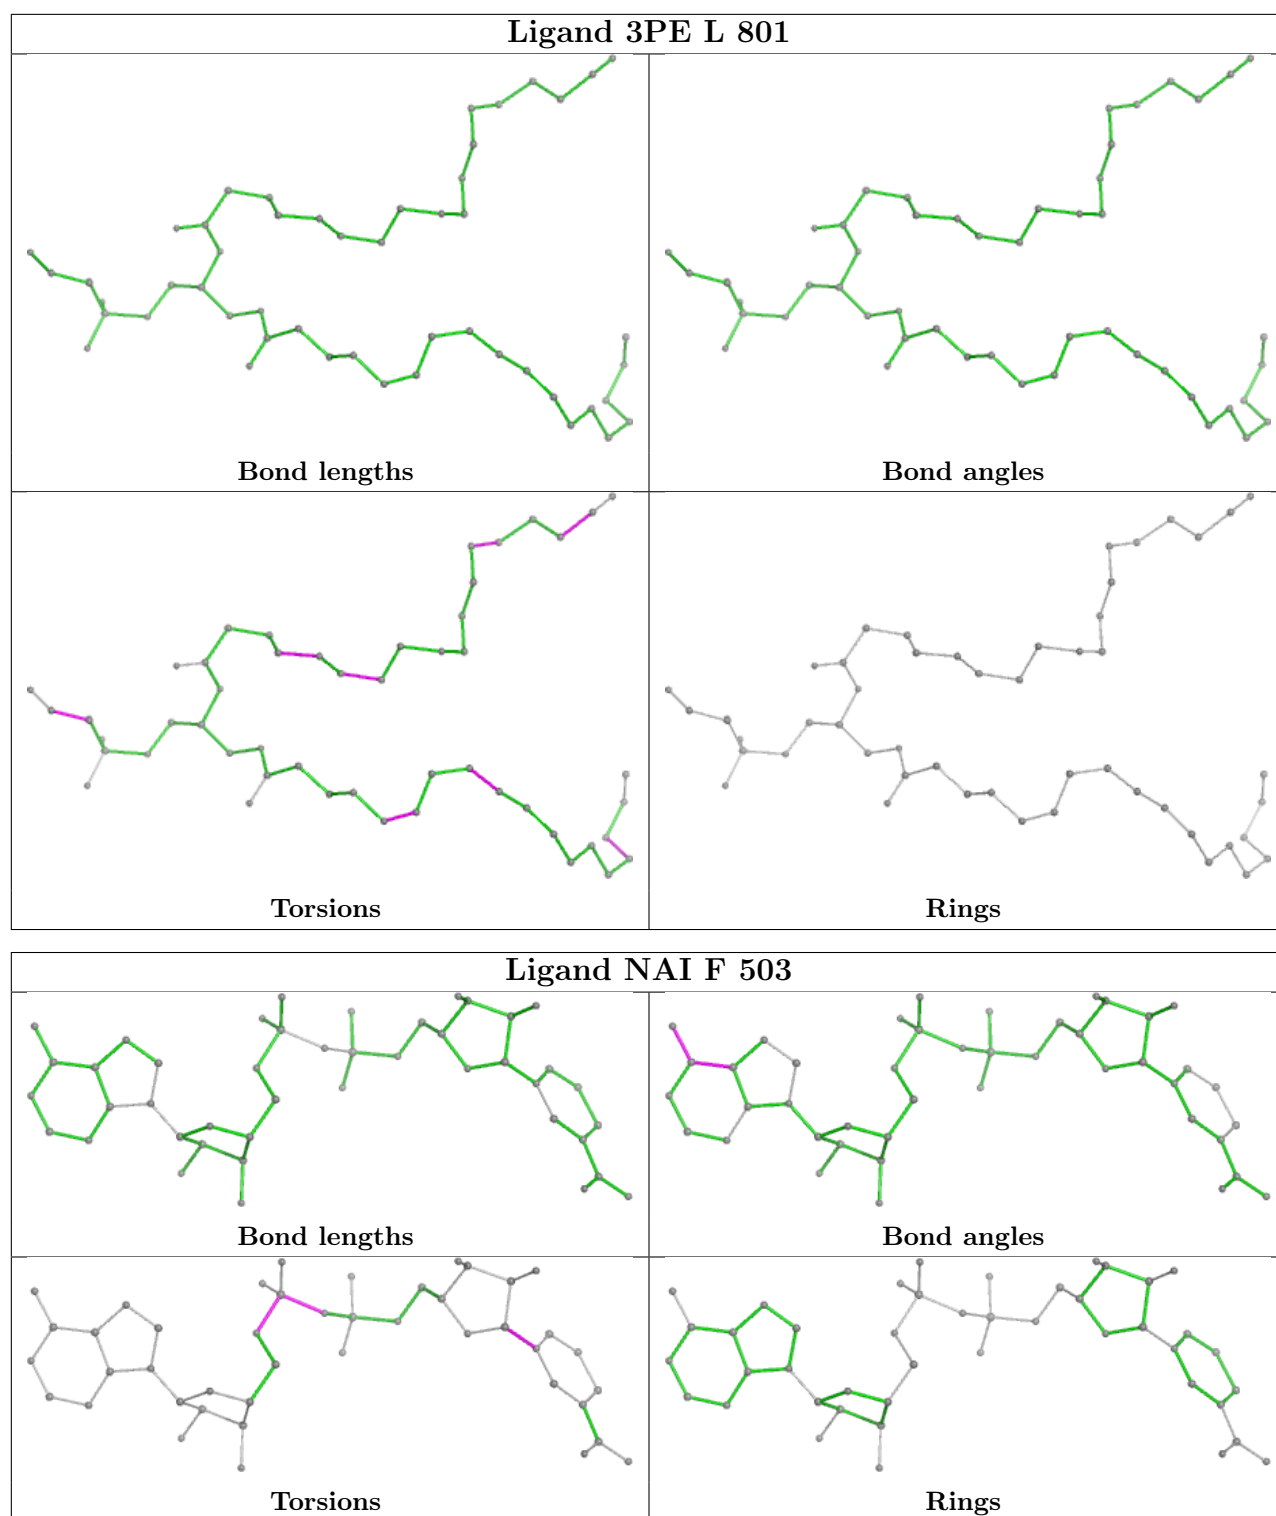 Ligand 3PE L 801
Bond lengths
Bond angles
Torsions
Rings
Ligand NAI F 503
Bond lengths
Bond angles
Torsions
Rings